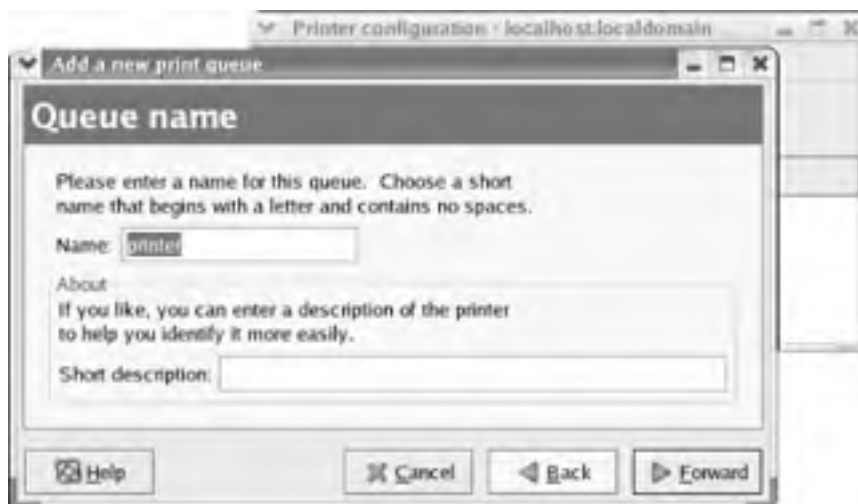 Printer configuration - localhost.localdomain
Add a new print queue
Queue name
Please enter a name for this queue. Choose a short
name that begins with a letter and contains no spaces.
Name: printer
About
If you like, you can enter a description of the printer
to help you identify it more easily.
Short description:
Help
Cancel
Back
Forward